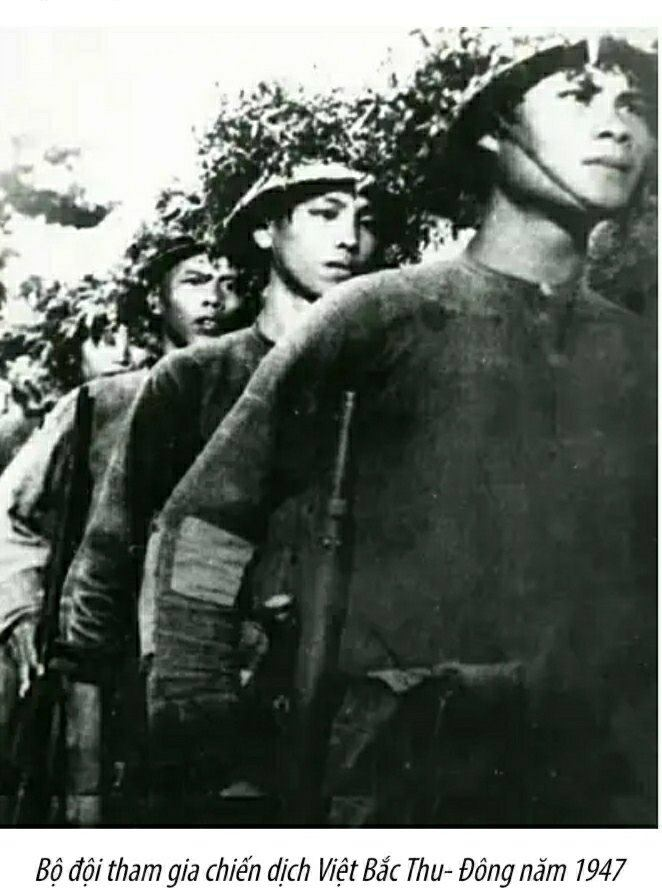 Bộ đội tham gia chiến dịch Việt Bắc Thu- Đông năm 1947